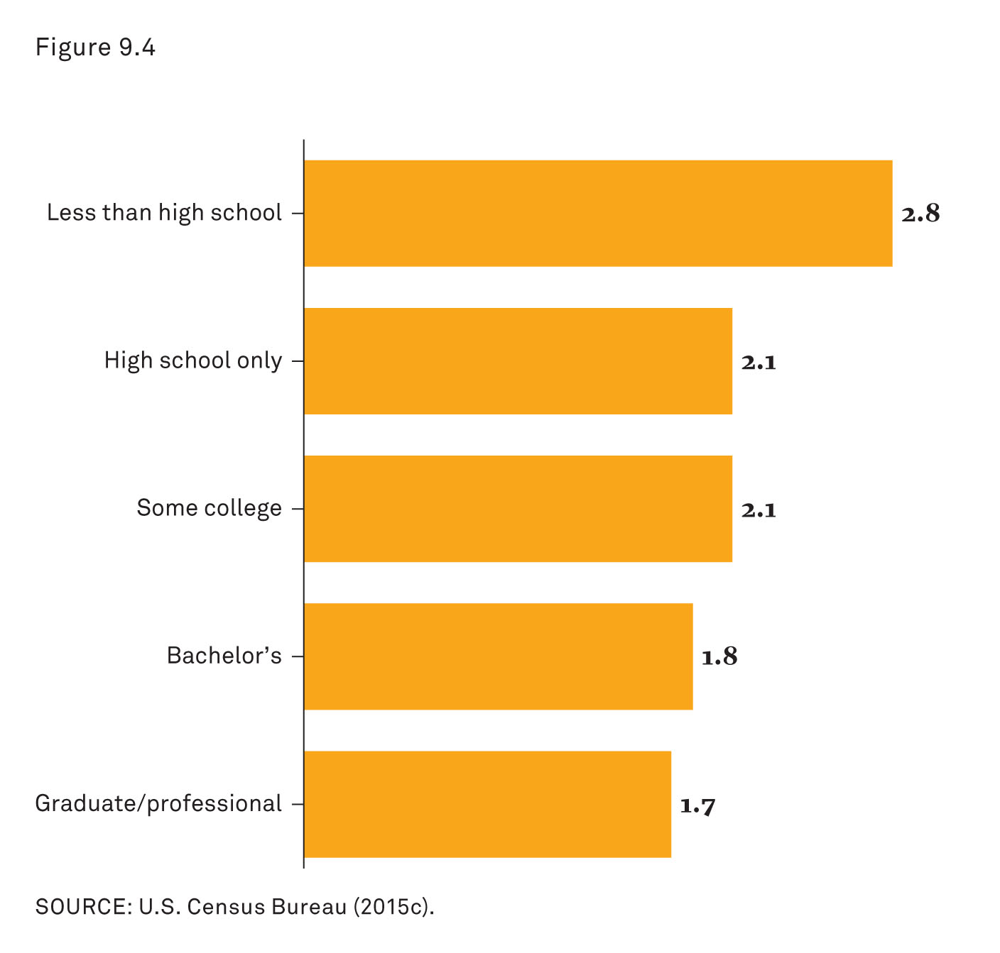 Figure 9.4
Less than high school 2.8
High school only 2.1
Some college 2.1
Bachelor’s 1.8
Graduate/professional 1.7
SOURCE: U.S. Census Bureau (2015c).